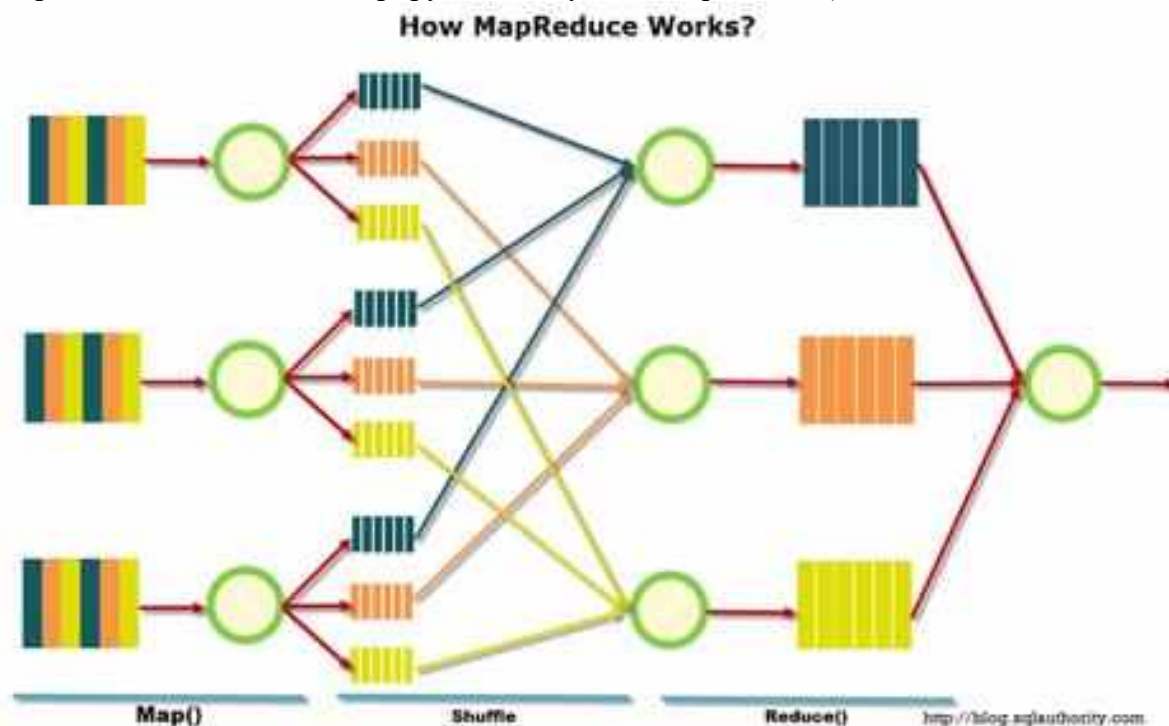 How MapReduce Works?
Map()
Shuffle
Reduce()
http://blog.sqlauthority.com